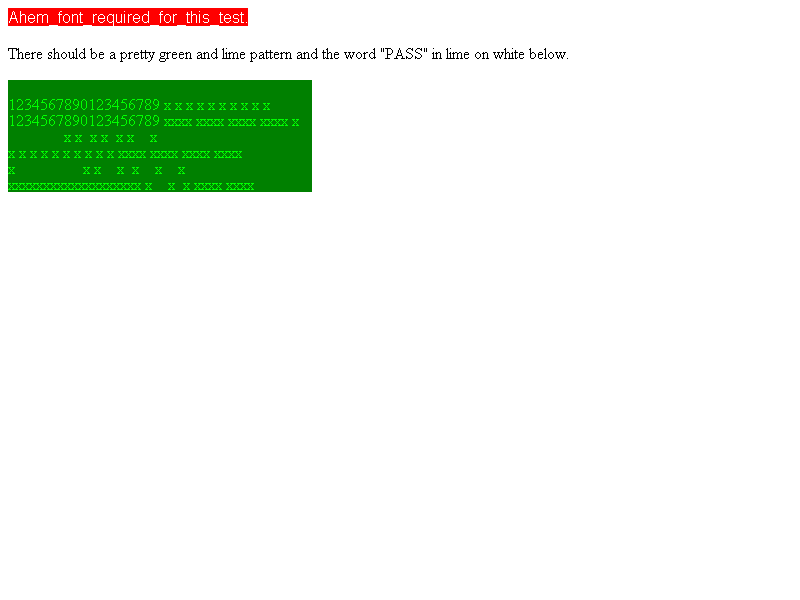 Ahem_font_required_for_this_test.
There should be a pretty green and lime pattern and the word "PASS" in lime on white below.
1234567890123456789 x x x x x x x x x x
1234567890123456789 xxxx xxxx xxxx xxxx x
x x x x x x x
x x x x x x x x x x xxxx xxxx xxxx xxxx
x x x x x x x
xxxxxxxxxxxxxxxxxxx x x x xxxx xxxx